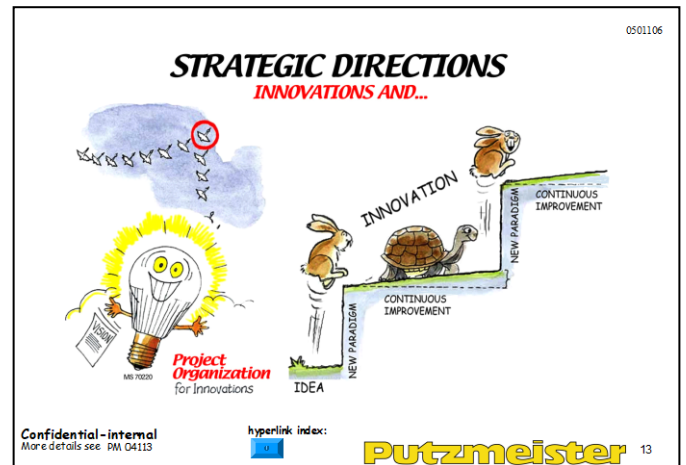 0501106
STRATEGIC DIRECTIONS
INNOVATIONS AND...
INNOVATION
NEW PARADIGM
CONTINUOUS
IMPROVEMENT
NEW PARADIGM
CONTINUOUS
IMPROVEMENT
IDEA
VISION
MS 70220
Project
Organization
for Innovations
Confidential-internal
More details see PM 04113
hyperlink index:
U
Putzmeister
13